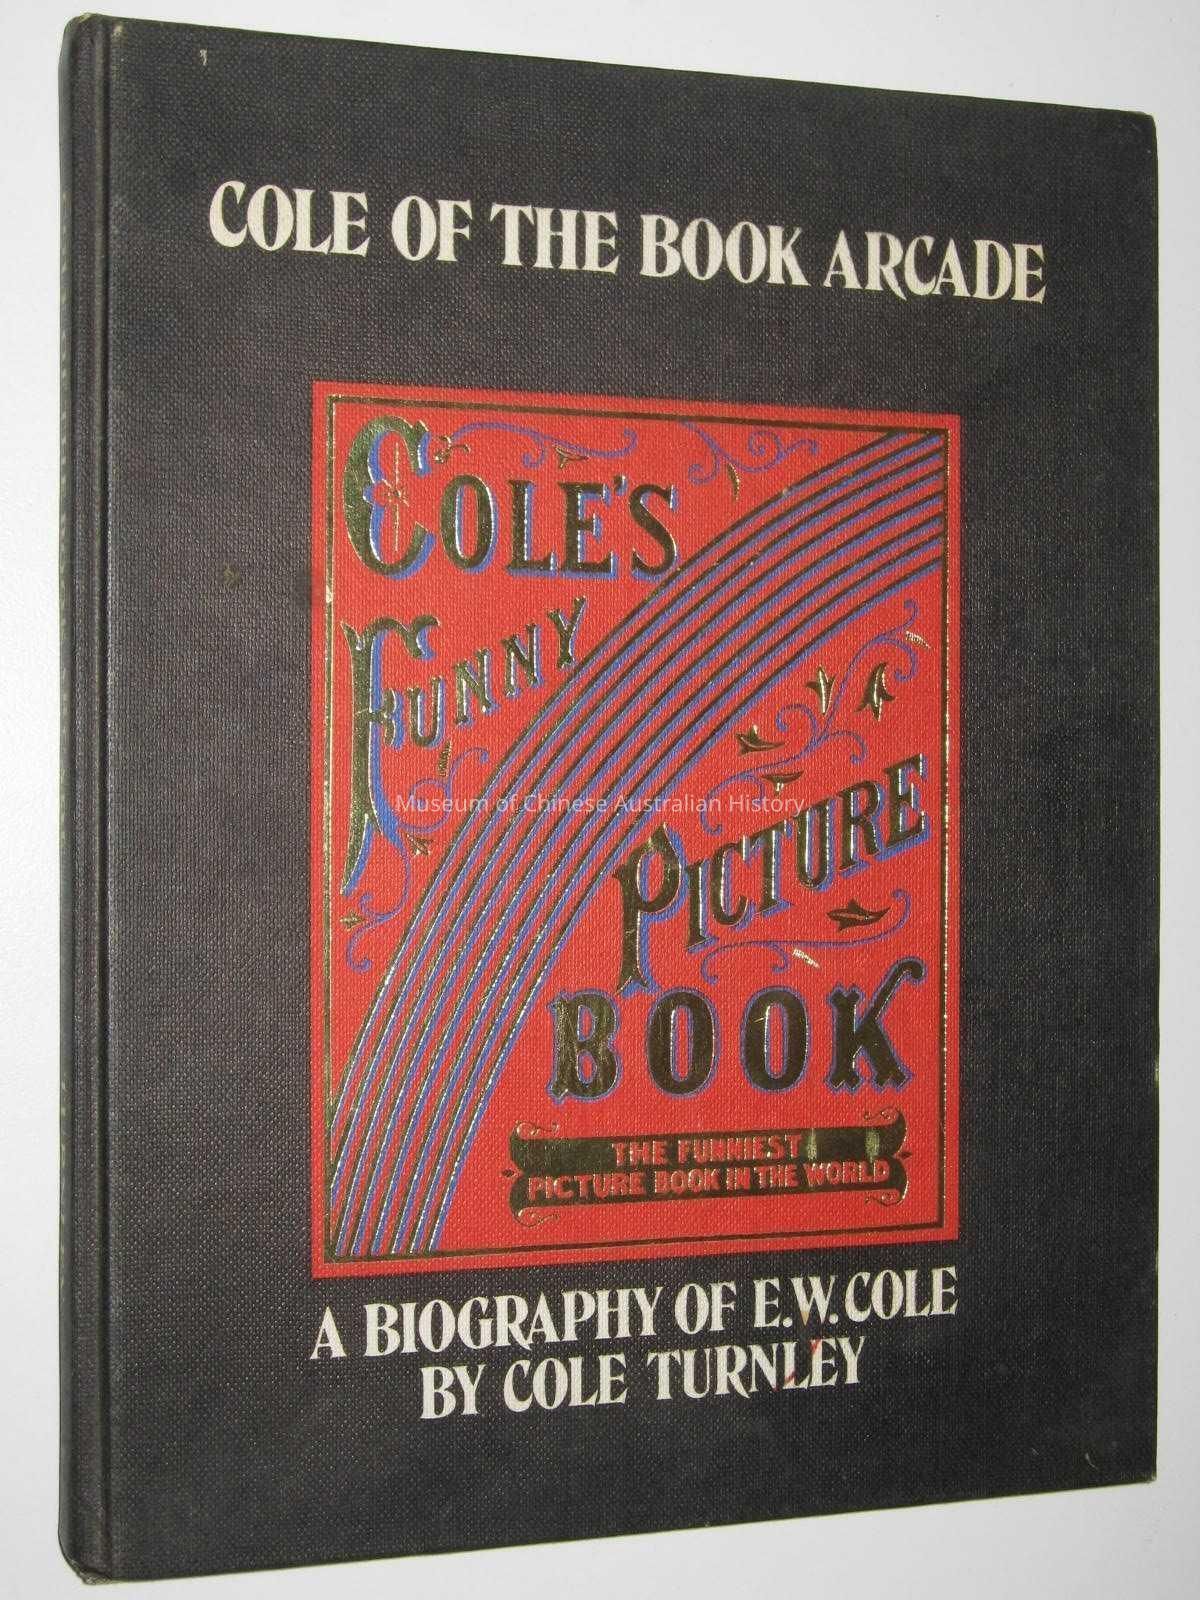 COLE OF THE BOOK ARCADE
COLE'S
FUNNY
PICTURE
BOOK
THE FUNNIEST
PICTURE BOOK IN THE WORLD
Museum of Chinese Australian History
A BIOGRAPHY OF E.W. COLE
BY COLE TURNLEY